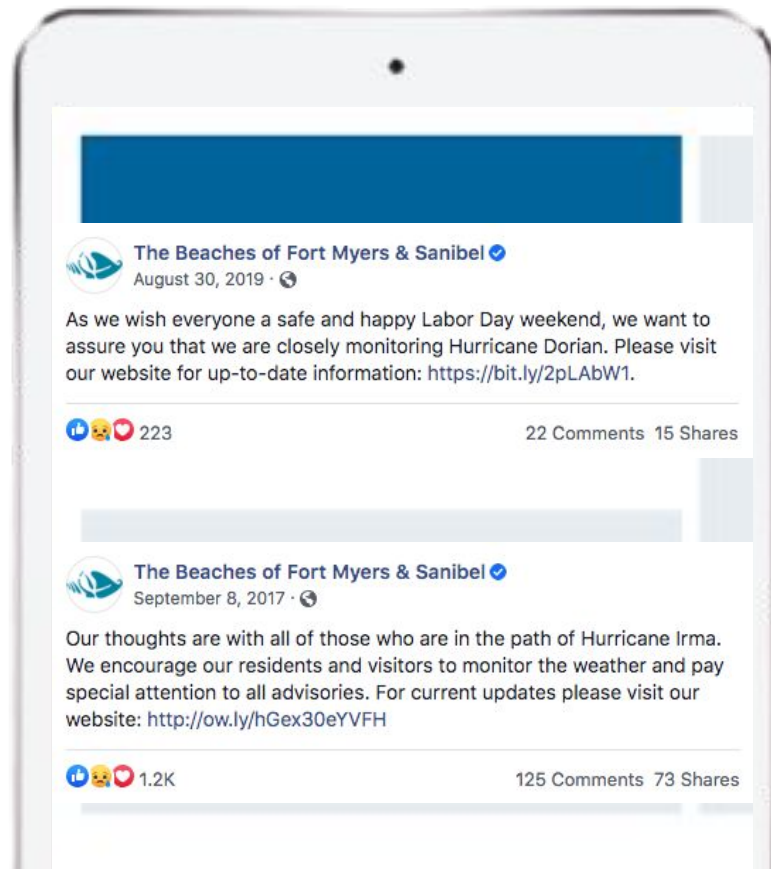 The Beaches of Fort Myers & Sanibel
August 30, 2019 ·
As we wish everyone a safe and happy Labor Day weekend, we want to
assure you that we are closely monitoring Hurricane Dorian. Please visit
our website for up-to-date information: https://bit.ly/2pLAbW1.
223 22 Comments 15 Shares
The Beaches of Fort Myers & Sanibel
September 8, 2017 ·
Our thoughts are with all of those who are in the path of Hurricane Irma.
We encourage our residents and visitors to monitor the weather and pay
special attention to all advisories. For current updates please visit our
website: http://ow.ly/hGex30eYVFH
1.2K 125 Comments 73 Shares